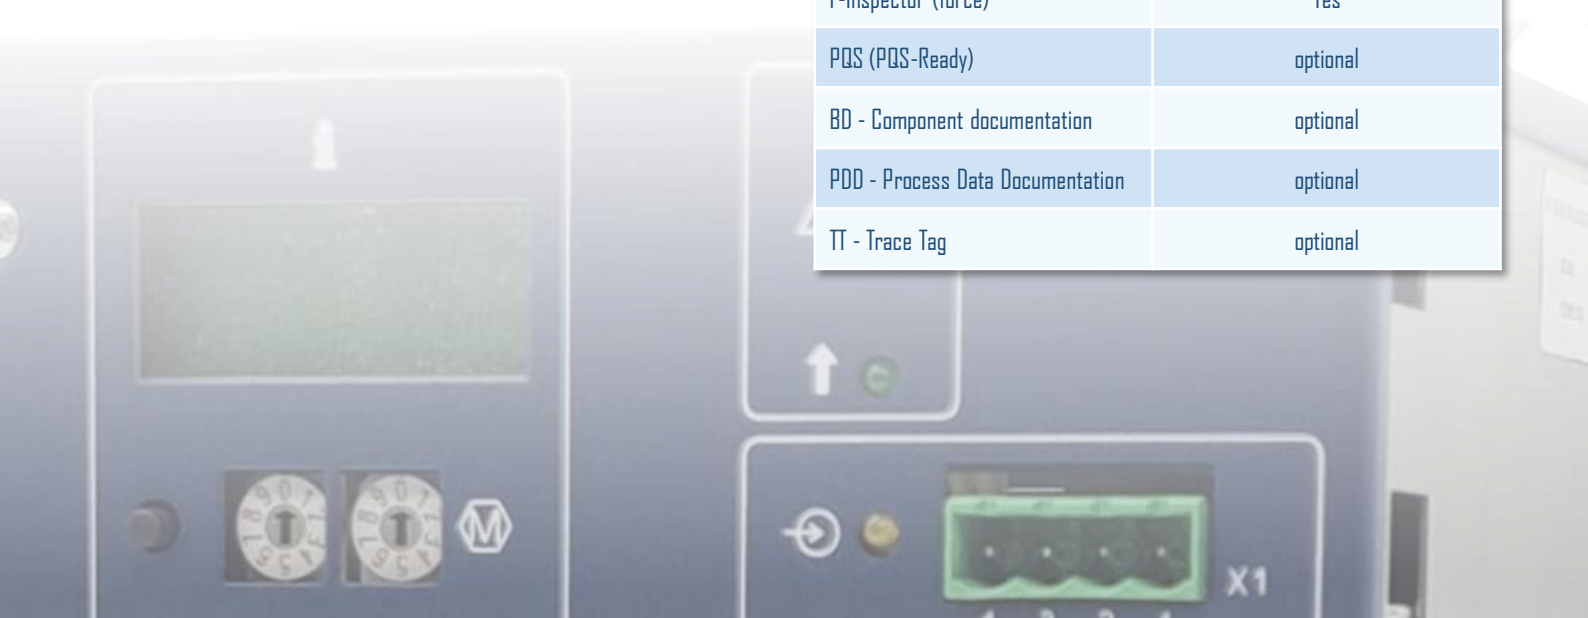 PQS (PQS-Ready) optional
BD - Component documentation optional
PDD - Process Data Documentation optional
TT - Trace Tag optional
M
X1